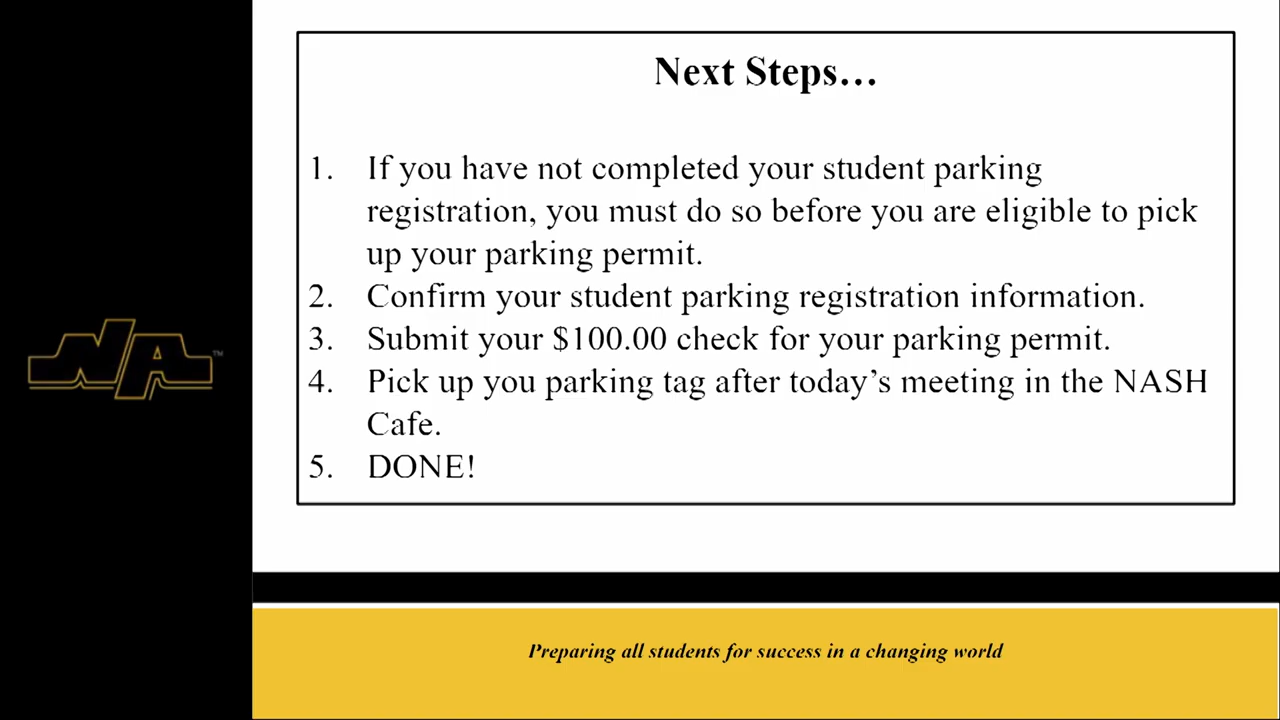 Next Steps…
1. If you have not completed your student parking
registration, you must do so before you are eligible to pick
up your parking permit.
2. Confirm your student parking registration information.
3. Submit your $100.00 check for your parking permit.
4. Pick up you parking tag after today’s meeting in the NASH
Cafe.
5. DONE!
NA™
Preparing all students for success in a changing world